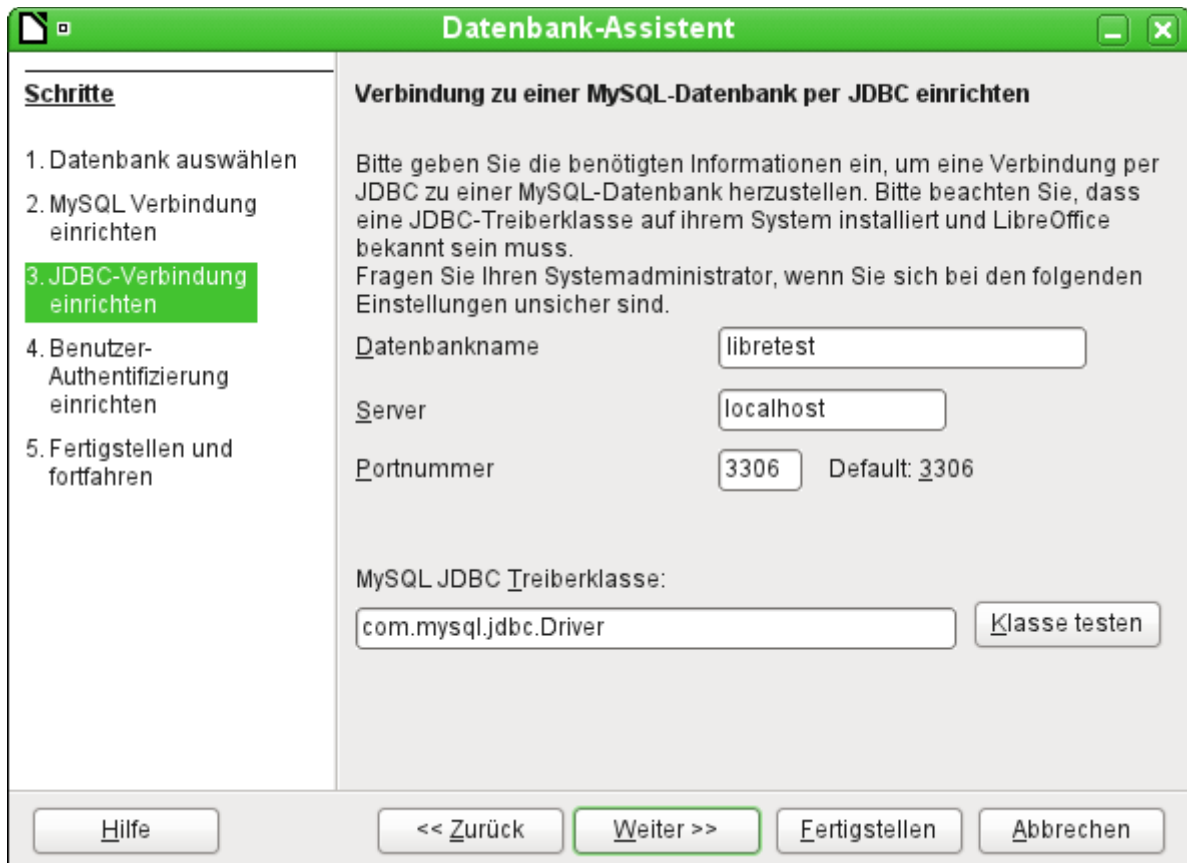 Datenbank-Assistent
Schritte
1. Datenbank auswählen
2. MySQL Verbindung
einrichten
3. JDBC-Verbindung
einrichten
4. Benutzer-
Authentifizierung
einrichten
5. Fertigstellen und
fortfahren
Verbindung zu einer MySQL-Datenbank per JDBC einrichten
Bitte geben Sie die benötigten Informationen ein, um eine Verbindung per
JDBC zu einer MySQL-Datenbank herzustellen. Bitte beachten Sie, dass
eine JDBC-Treiberklasse auf ihrem System installiert und LibreOffice
bekannt sein muss.
Fragen Sie Ihren Systemadministrator, wenn Sie sich bei den folgenden
Einstellungen unsicher sind.
Datenbankname libretest
Server localhost
Portnummer 3306 Default: 3306
MySQL JDBC Treiberklasse:
com.mysql.jdbc.Driver Klasse testen
Hilfe << Zurück Weiter >> Fertigstellen Abbrechen